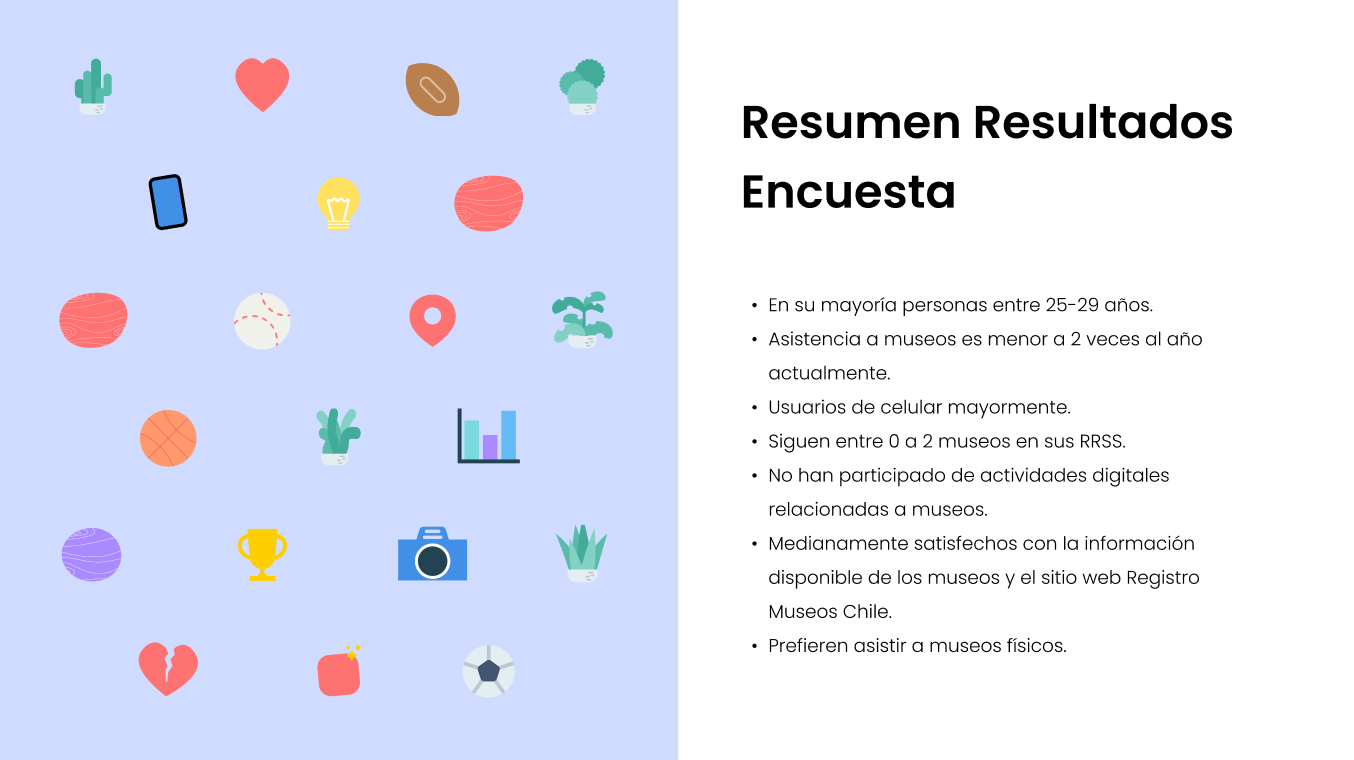 Resumen Resultados
Encuesta
• En su mayoría personas entre 25-29 años.
• Asistencia a museos es menor a 2 veces al año
actualmente.
• Usuarios de celular mayormente.
• Siguen entre 0 a 2 museos en sus RRSS.
• No han participado de actividades digitales
relacionadas a museos.
• Medianamente satisfechos con la información
disponible de los museos y el sitio web Registro
Museos Chile.
• Prefieren asistir a museos físicos.